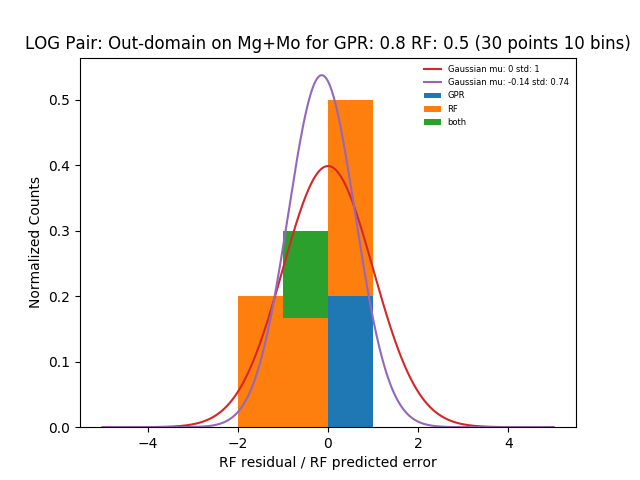 LOG Pair: Out-domain on Mg+Mo for GPR: 0.8 RF: 0.5 (30 points 10 bins)
Gaussian mu: 0 std: 1
Gaussian mu: -0.14 std: 0.74
GPR
RF
both
Normalized Counts
0.5
0.4
0.3
0.2
0.1
0.0
−4 −2 0 2 4
RF residual / RF predicted error